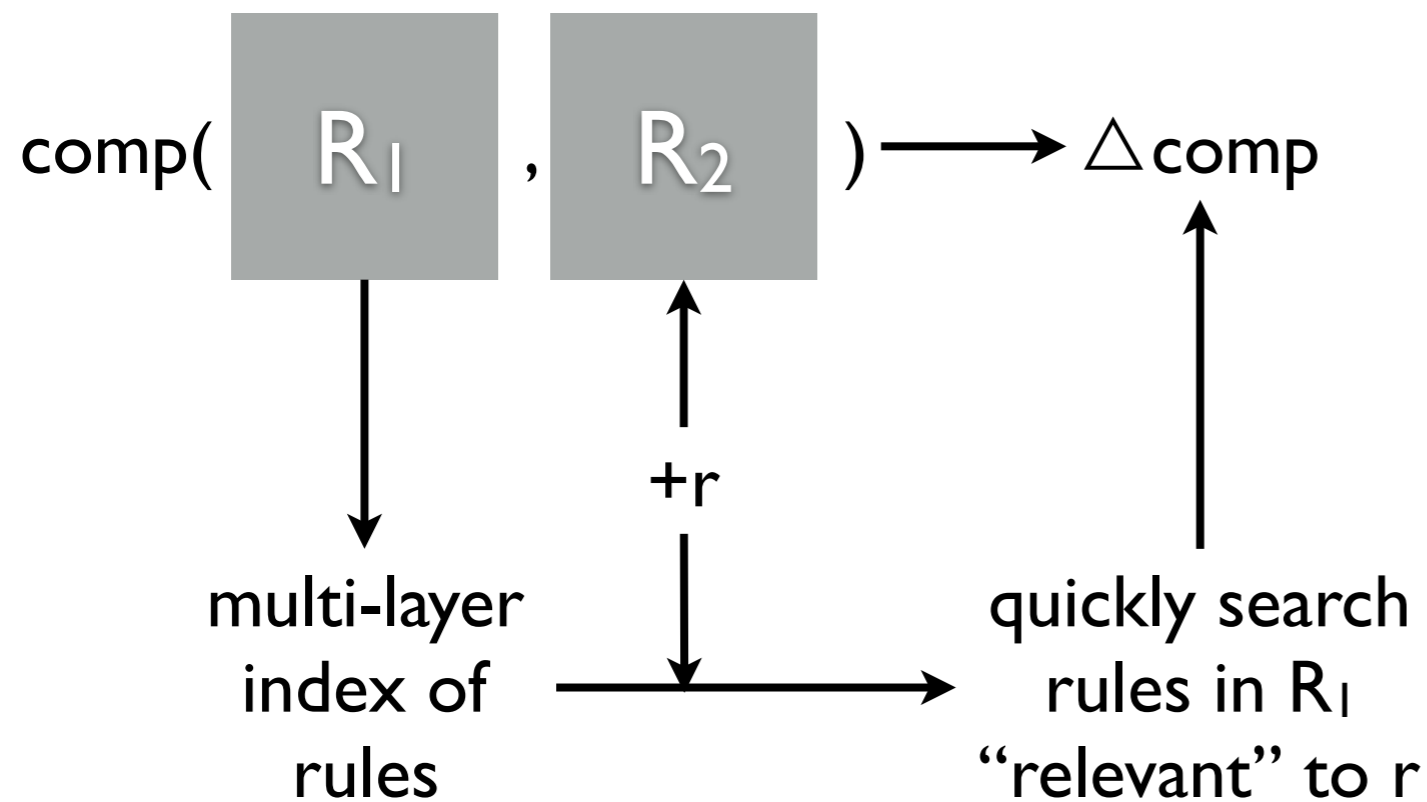 comp( R₁ , R₂ ) △comp
+r
multi-layer
index of
rules
quickly search
rules in R₁
“relevant” to r